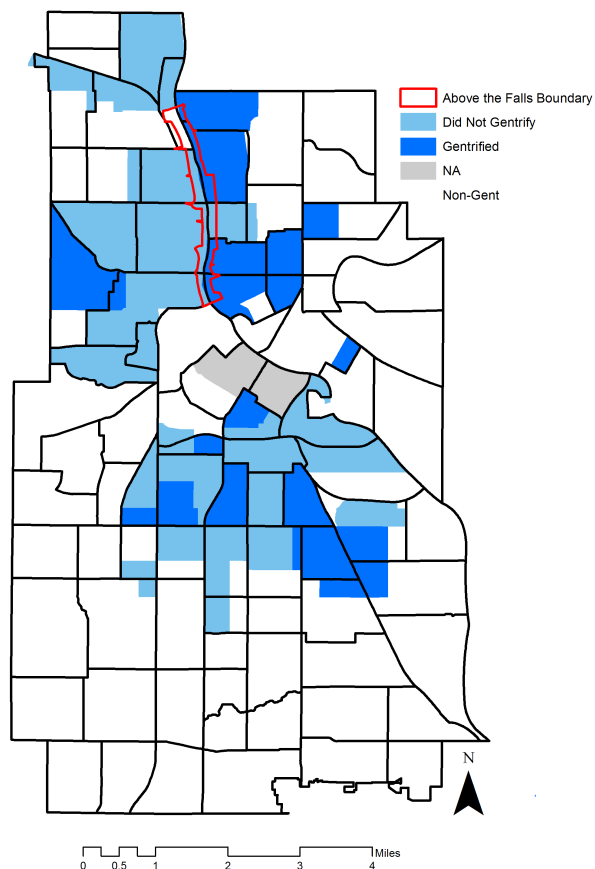 Above the Falls Boundary
Did Not Gentrify
Gentrified
NA
Non-Gent
N
Miles
0 0.5 1 2 3 4